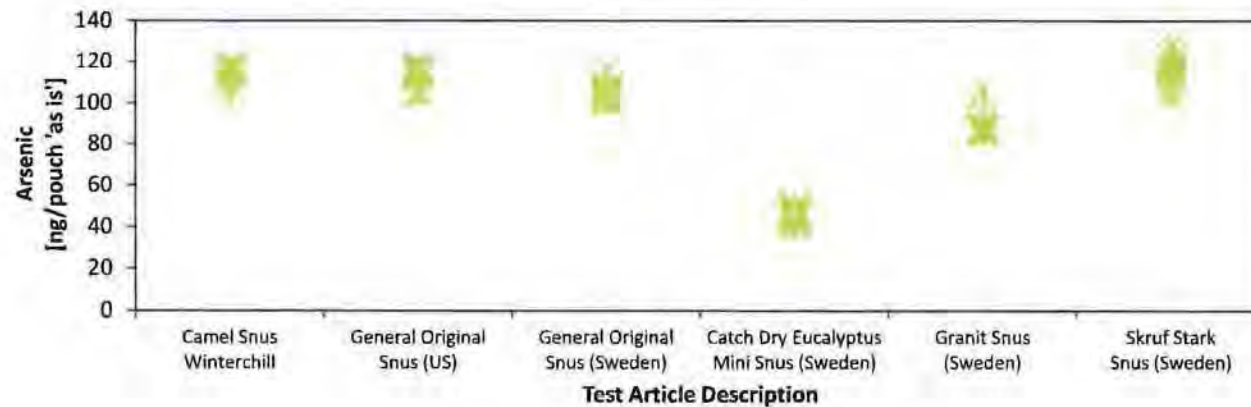 140
120
100
80
60
40
20
0
Arsenic
[ng/pouch 'as is']
Camel Snus
Winterchill
General Original
Snus (US)
General Original
Snus (Sweden)
Catch Dry Eucalyptus
Mini Snus (Sweden)
Granit Snus
(Sweden)
Skruf Stark
Snus (Sweden)
Test Article Description